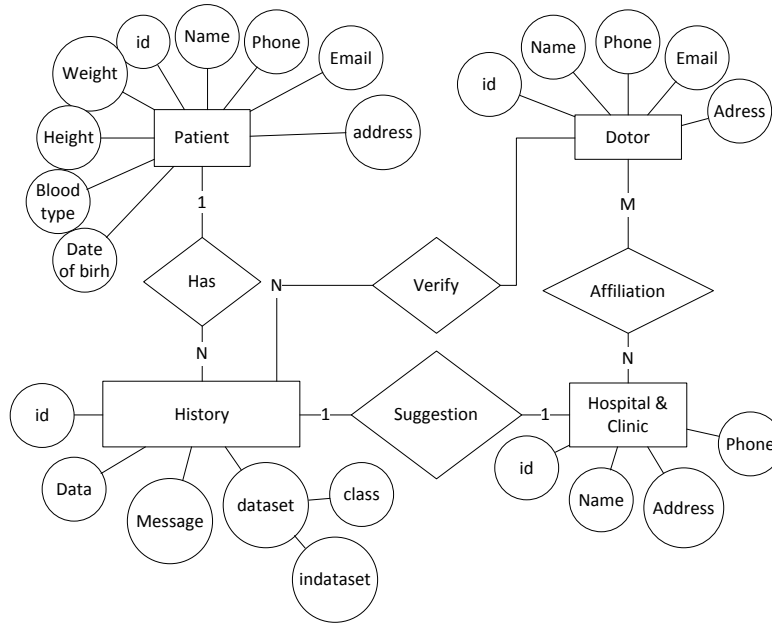 id
Name
Phone
Email
Weight
address
Height
Patient
Blood
type
Date
of birh
Name
Phone
Email
id
Adress
Dotor
1
M
Has
N
Verify
Affiliation
N
N
id
History
1
Suggestion
1
Hospital &
Clinic
Phone
id
Data
Message
dataset
class
indataset
Name
Address